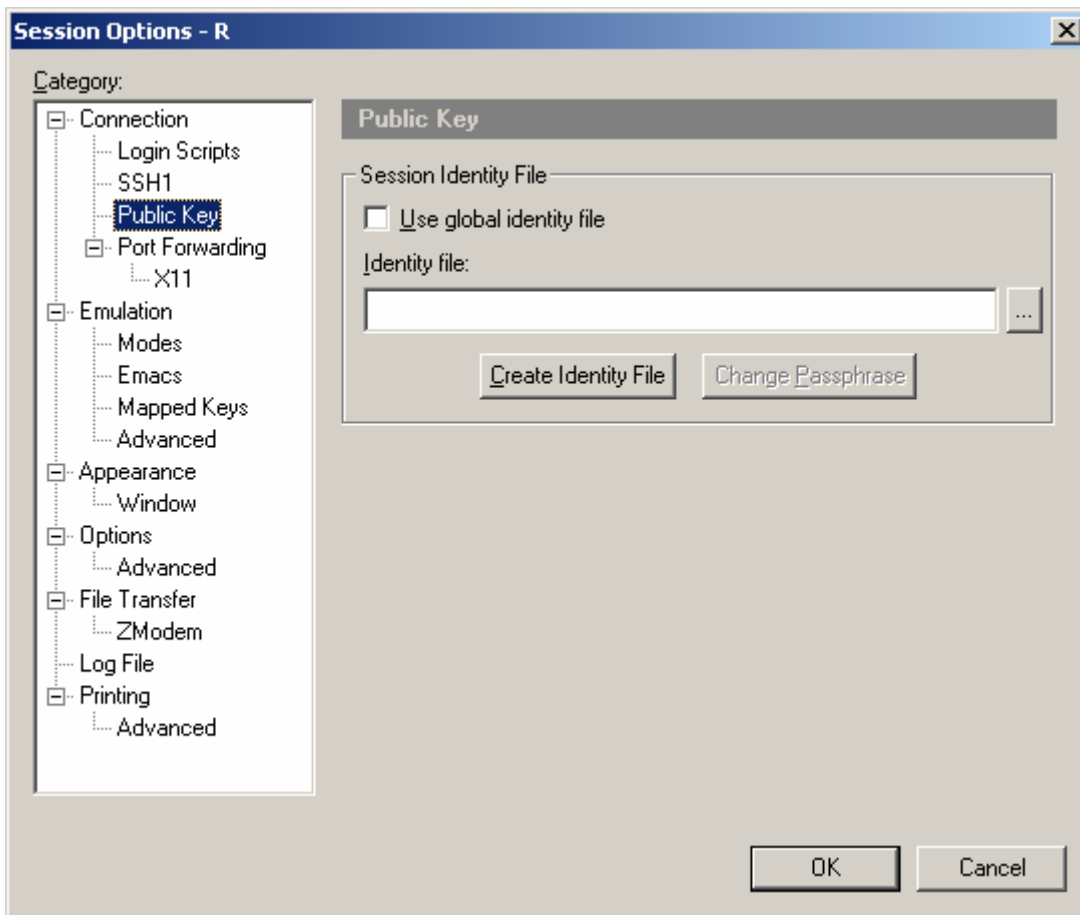 Session Options - R
Category:
Connection
Login Scripts
SSH1
Public Key
Port Forwarding
X11
Emulation
Modes
Emacs
Mapped Keys
Advanced
Appearance
Window
Options
Advanced
File Transfer
ZModem
Log File
Printing
Advanced
Public Key
Session Identity File
Use global identity file
Identity file:
...
Create Identity File Change Passphrase
OK Cancel